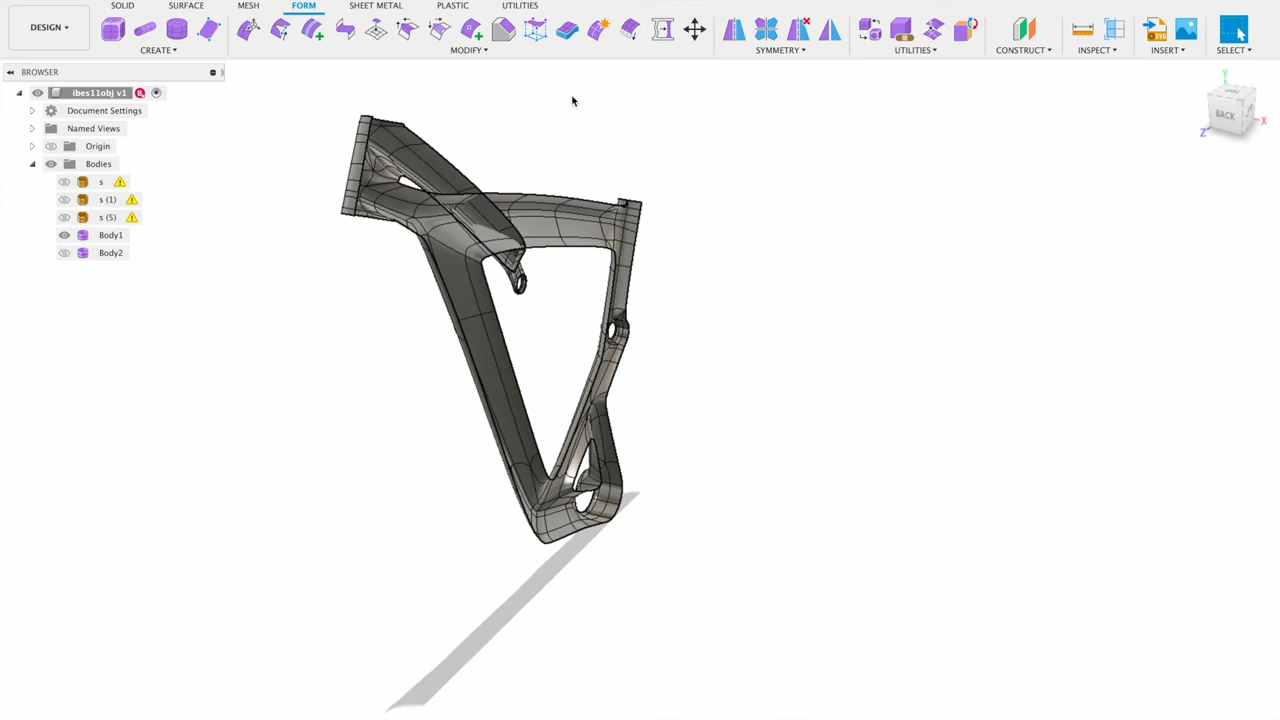 SOLID SURFACE MESH FORM SHEET METAL PLASTIC UTILITIES
DESIGN
CREATE MODIFY SYMMETRY UTILITIES CONSTRUCT INSPECT INSERT SELECT
BROWSER
ibes11obj v1
Document Settings
Named Views
Origin
Bodies
s
s (1)
s (5)
Body1
Body2
Y
BACK
X
Z